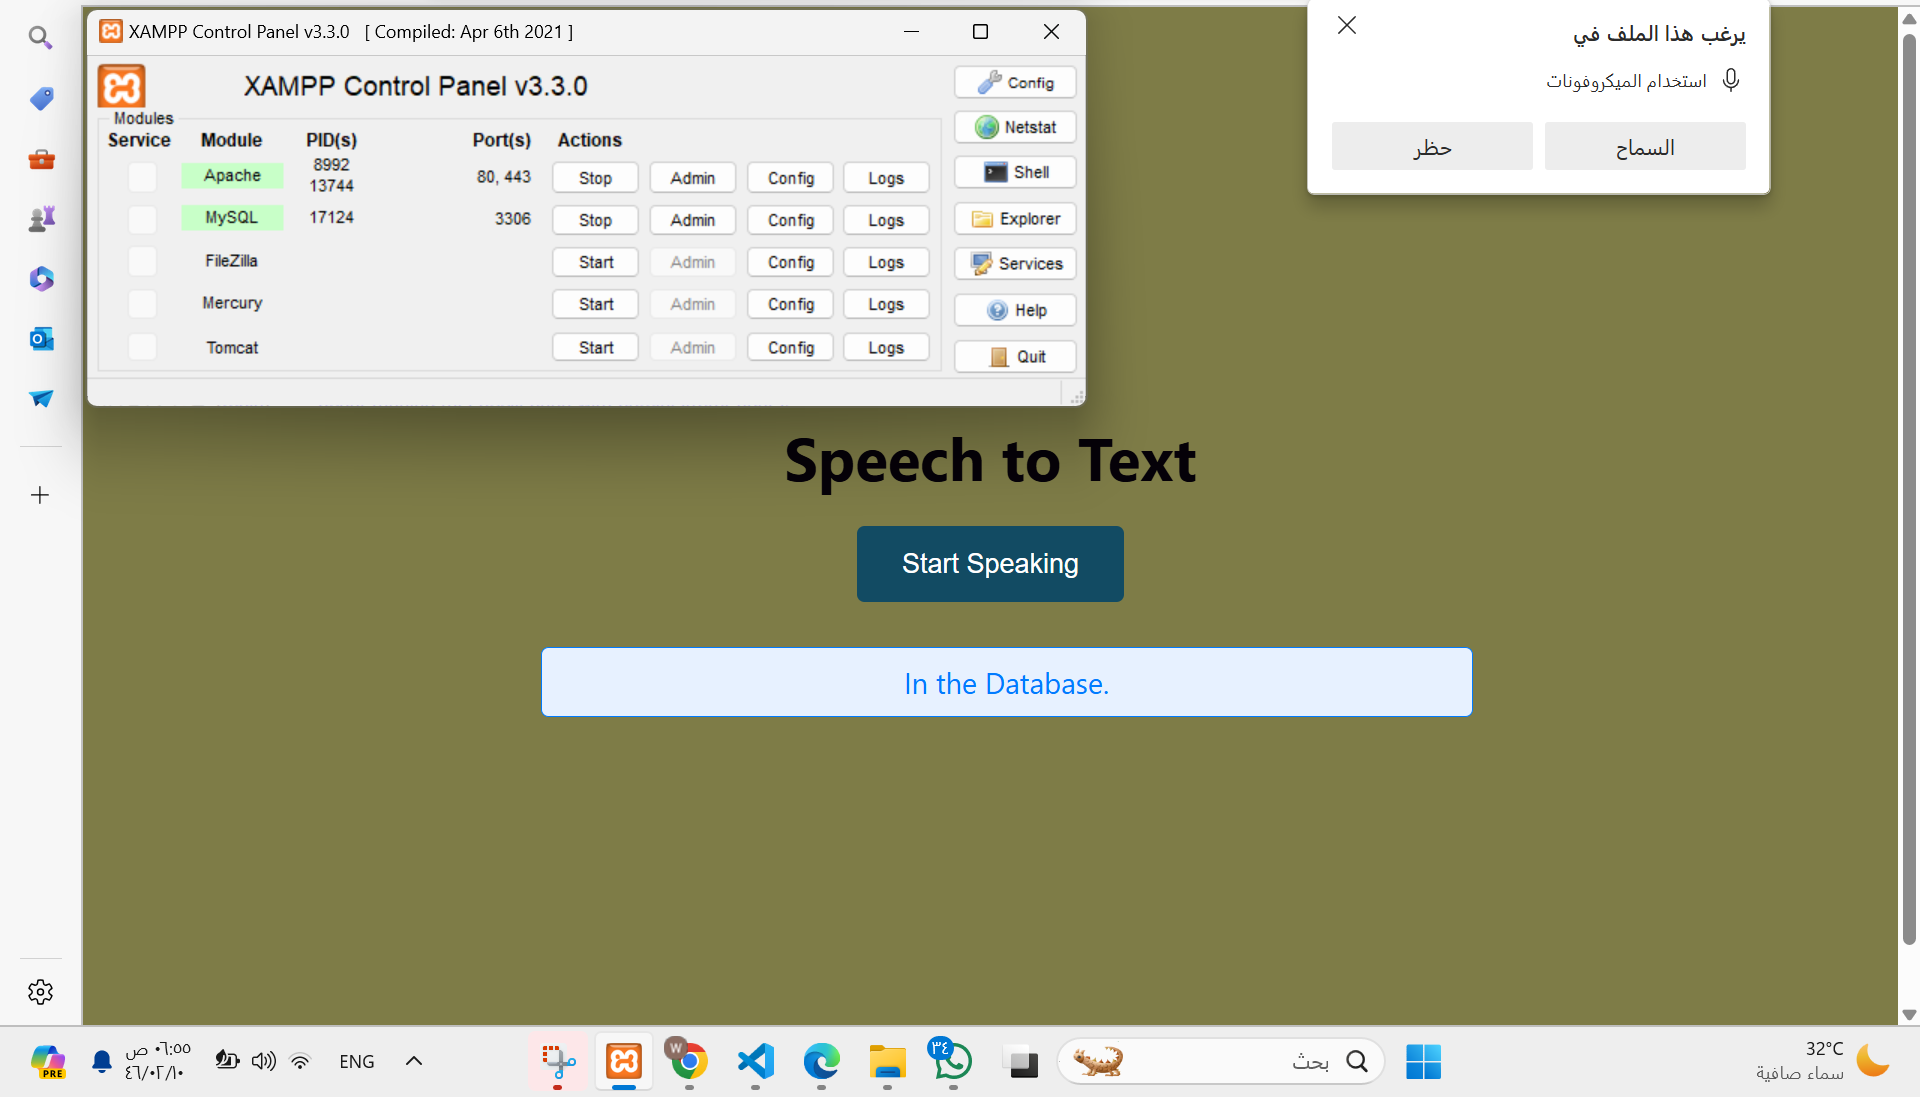 XAMPP Control Panel v3.3.0 [ Compiled: Apr 6th 2021 ]
XAMPP Control Panel v3.3.0
Modules
Service Module PID(s) Port(s) Actions
Apache 8992 13744 80, 443 Stop Admin Config Logs
MySQL 17124 3306 Stop Admin Config Logs
FileZilla Start Admin Config Logs
Mercury Start Admin Config Logs
Tomcat Start Admin Config Logs
Config
Netstat
Shell
Explorer
Services
Help
Quit
يرغب هذا الملف في
استخدام الميكروفونات
السماح
حظر
Speech to Text
Start Speaking
In the Database.
PRE
٠٦:٥٥ ص
٤٦/٠٢/١٠
ENG
W
٣٤
بحث
32°C
سماء صافية